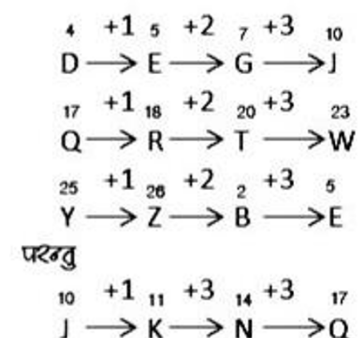 4 +1 5 +2 7 +3 10
D → E → G → J
17 +1 18 +2 20 +3 23
Q → R → T → W
25 +1 26 +2 2 +3 5
Y → Z → B → E
परन्तु
10 +1 11 +3 14 +3 17
J → K → N → Q